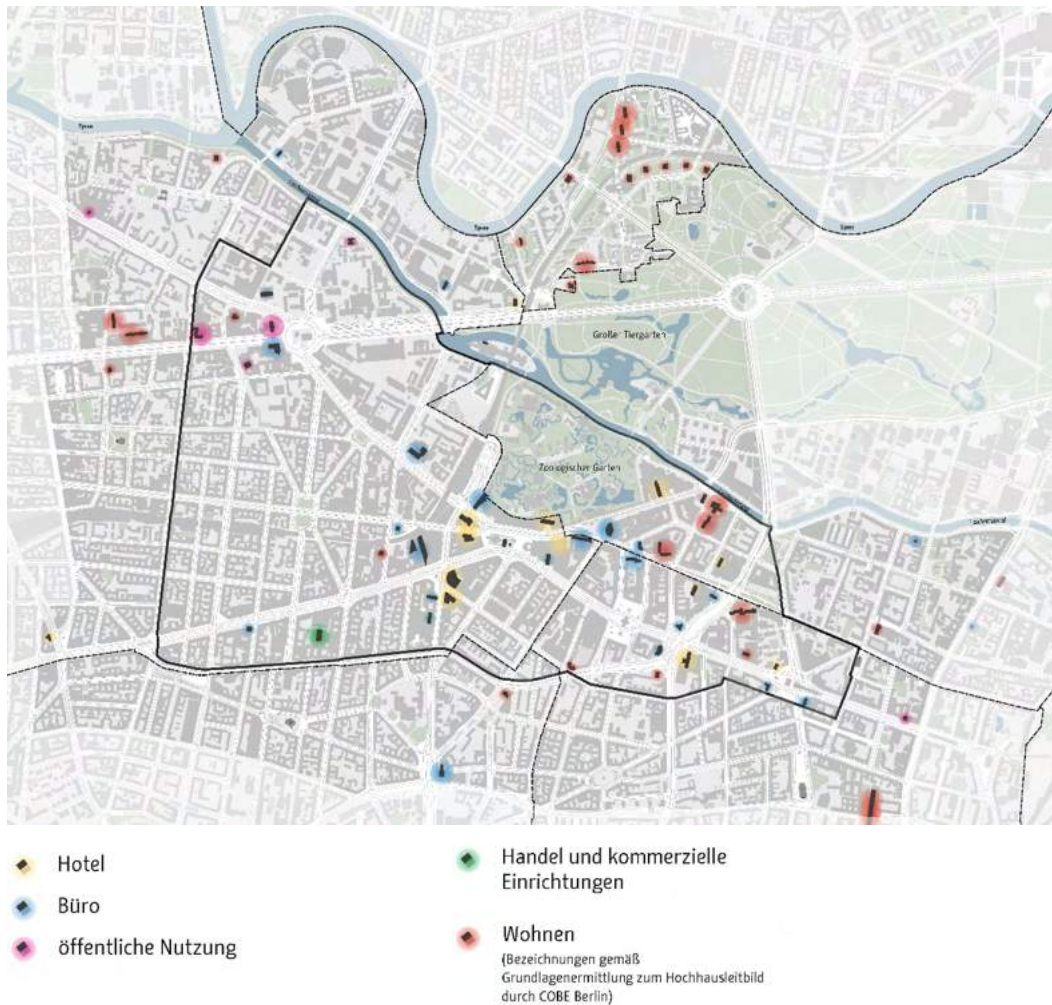 Spree
Spree
Spree
Großer Tiergarten
Zoologischer Garten
Landwehrkanal
Hotel
Büro
öffentliche Nutzung
Handel und kommerzielle
Einrichtungen
Wohnen
(Bezeichnungen gemäß
Grundlagenermittlung zum Hochhausleitbild
durch COBE Berlin)